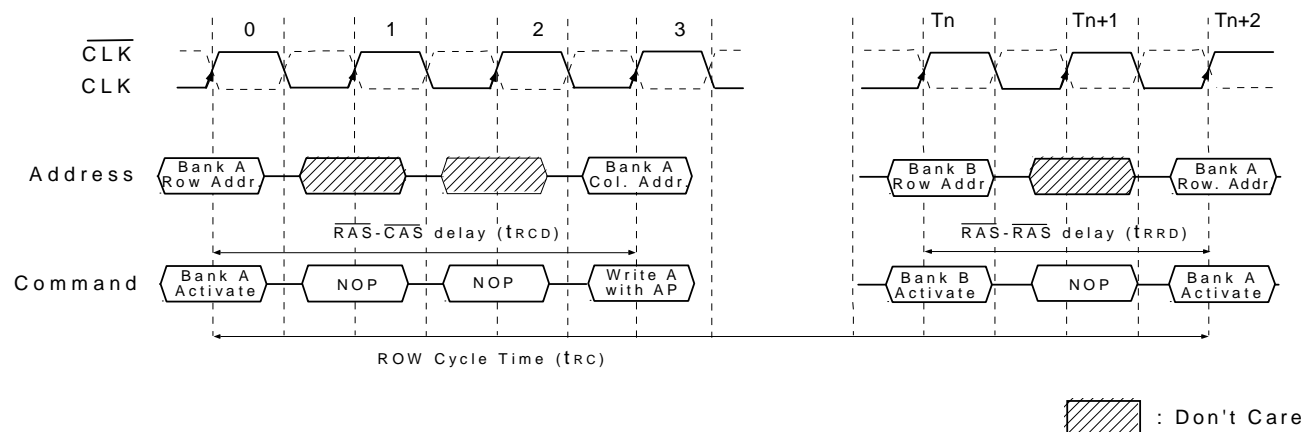 0 1 2 3 Tn Tn+1 Tn+2
CLK
CLK
Address
Bank A
Row Addr.
Bank A
Col. Addr.
Bank B
Row Addr
Bank A
Row. Addr
RAS-CAS delay (tRCD)
RAS-RAS delay (tRRD)
Command
Bank A
Activate
NOP
NOP
Write A
with AP
Bank B
Activate
NOP
Bank A
Activate
ROW Cycle Time (tRC)
: Don't Care